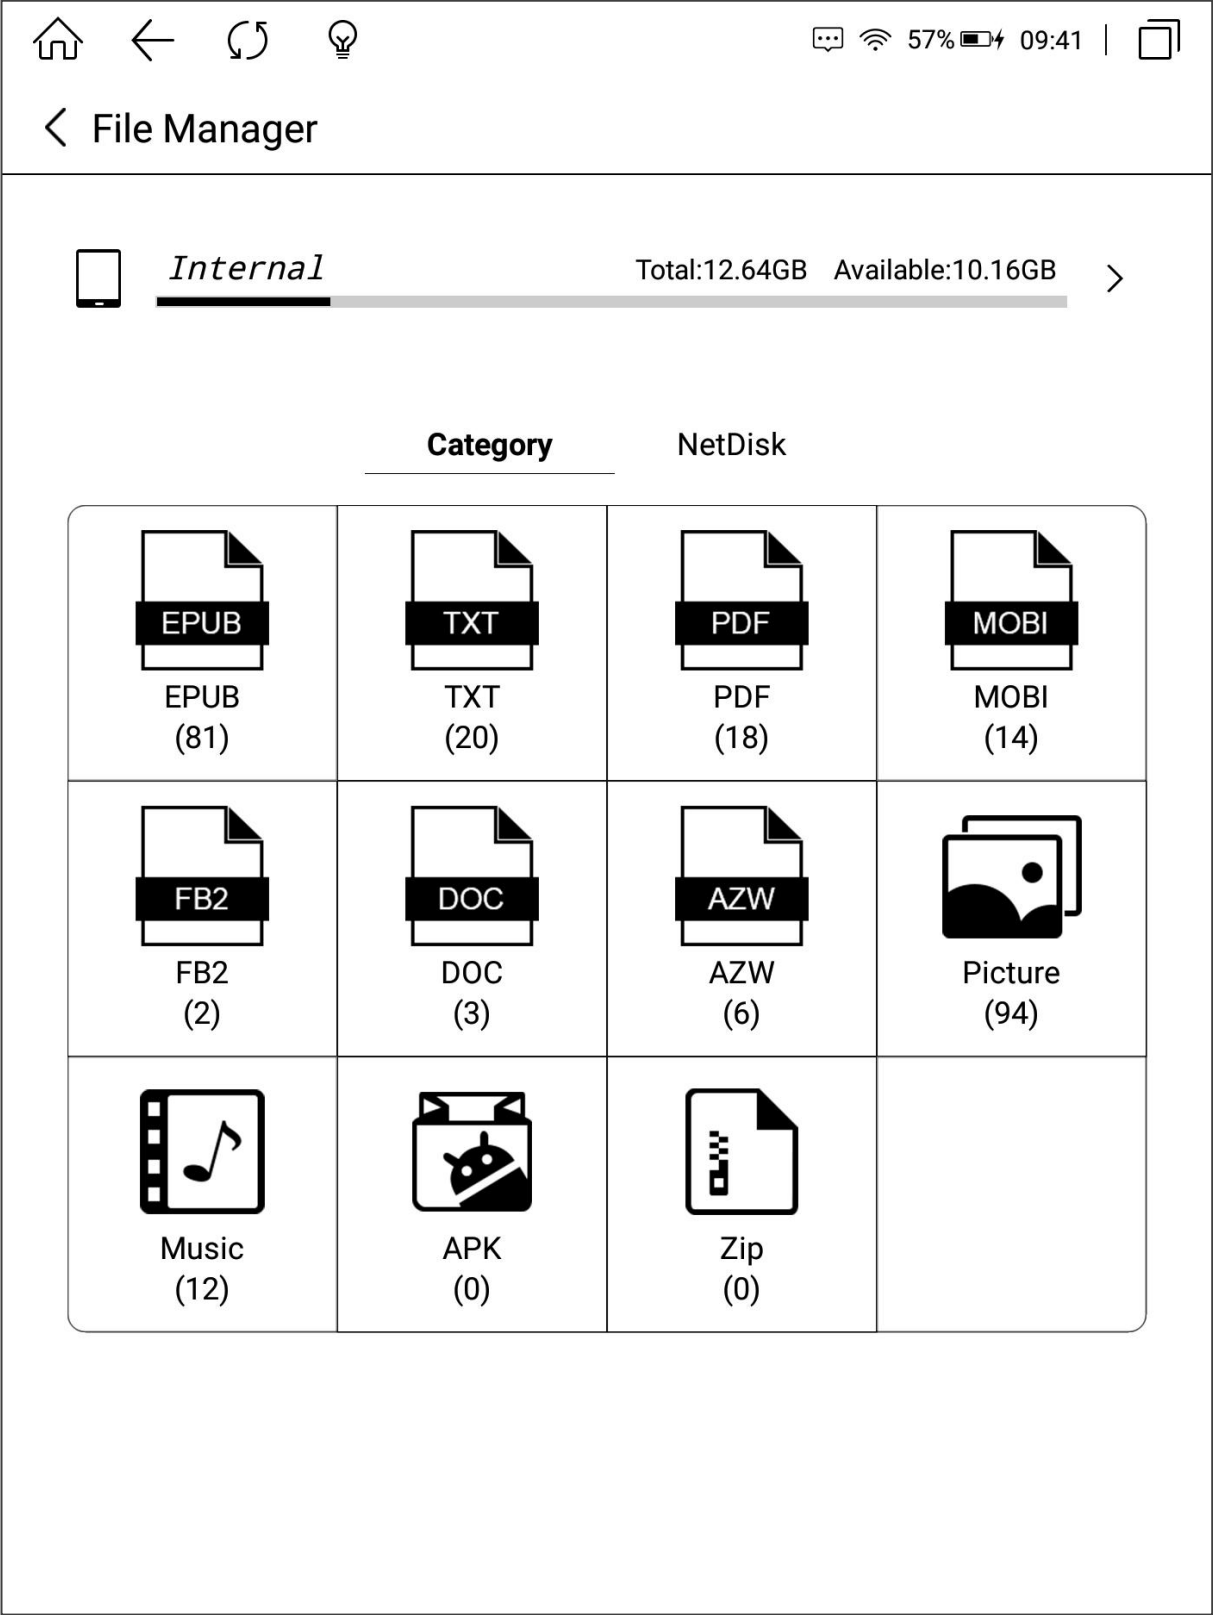 57% 09:41
File Manager
Internal Total:12.64GB Available:10.16GB
Category NetDisk
EPUB TXT PDF MOBI
EPUB TXT PDF MOBI
(81) (20) (18) (14)
FB2 DOC AZW
FB2 DOC AZW Picture
(2) (3) (6) (94)
Music APK Zip
(12) (0) (0)